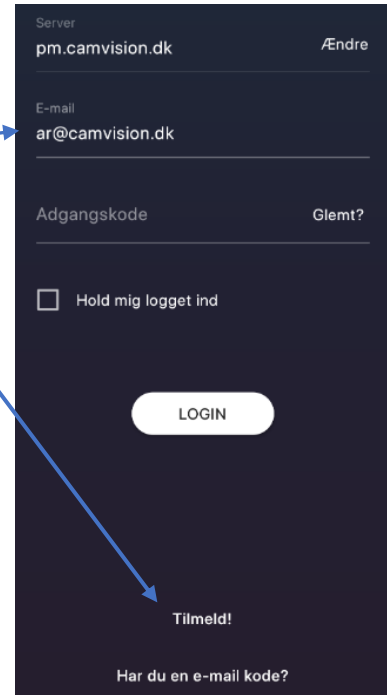 Server
pm.camvision.dk Ændre
E-mail
ar@camvision.dk
Adgangskode Glemt?
Hold mig logget ind
LOGIN
Tilmeld!
Har du en e-mail kode?